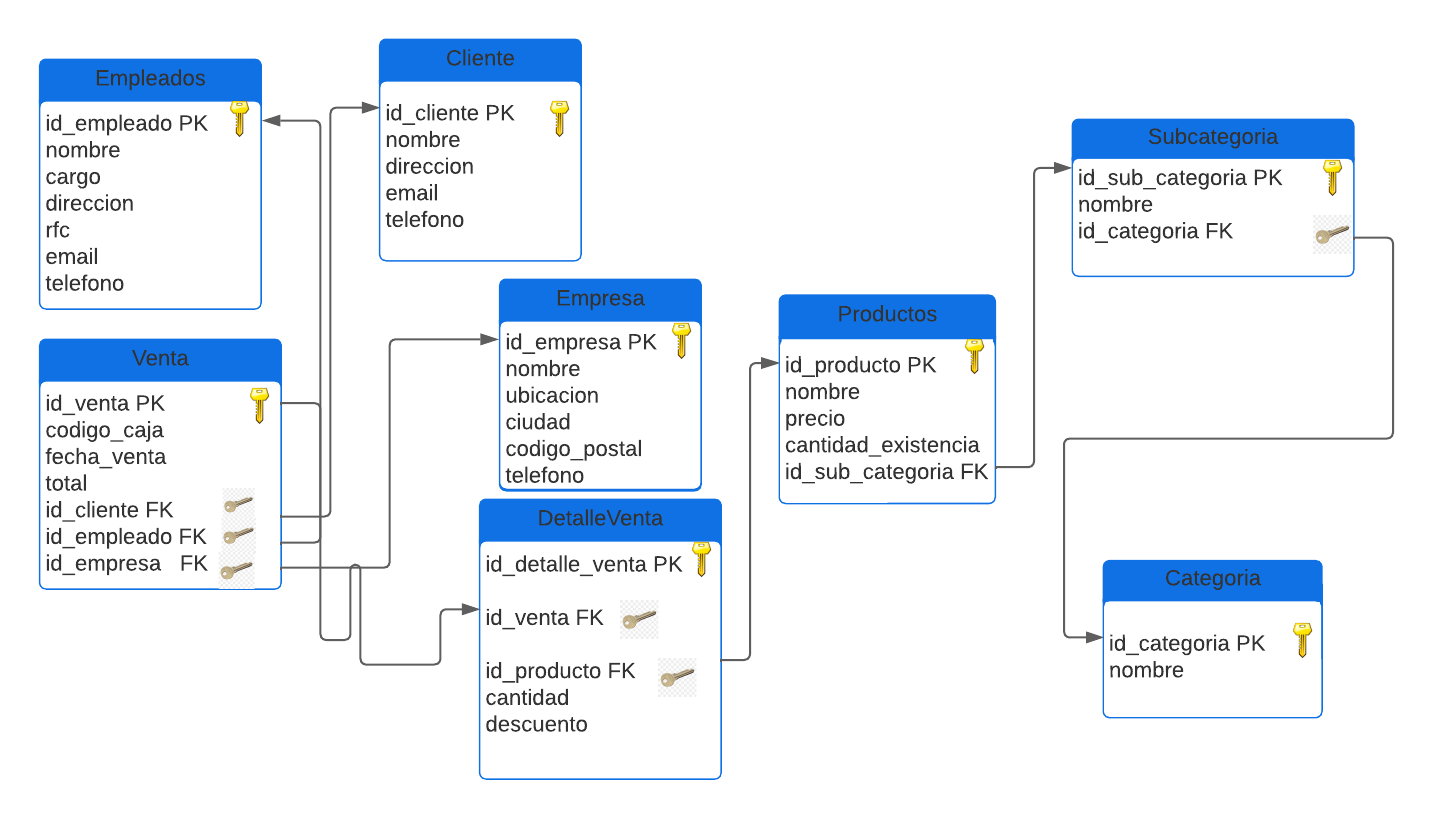 Empleados
id_empleado PK
nombre
cargo
direccion
rfc
email
telefono
Cliente
id_cliente PK
nombre
direccion
email
telefono
Venta
id_venta PK
codigo_caja
fecha_venta
total
id_cliente FK
id_empleado FK
id_empresa FK
Empresa
id_empresa PK
nombre
ubicacion
ciudad
codigo_postal
telefono
DetalleVenta
id_detalle_venta PK
id_venta FK
id_producto FK
cantidad
descuento
Productos
id_producto PK
nombre
precio
cantidad_existencia
id_sub_categoria FK
Subcategoria
id_sub_categoria PK
nombre
id_categoria FK
Categoria
id_categoria PK
nombre